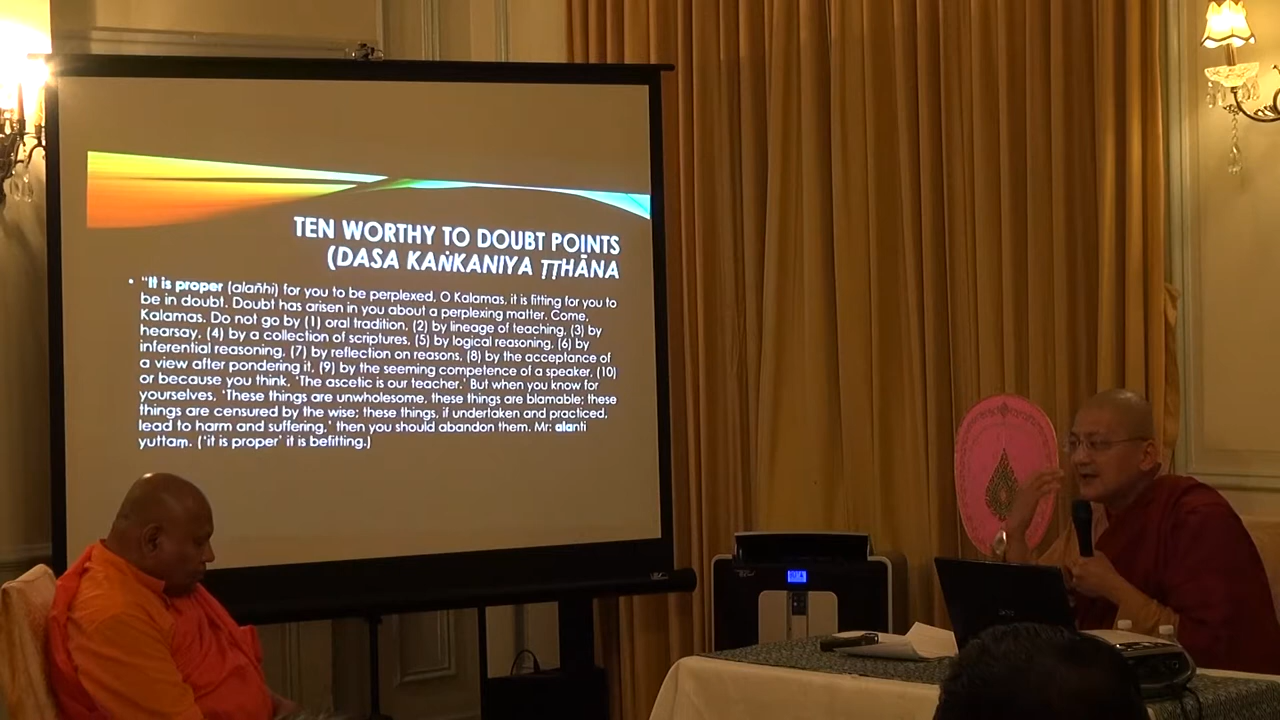 TEN WORTHY TO DOUBT POINTS
(DASA KAṄKANIYA ṬṬHĀNA
• "It is proper (alañhi) for you to be perplexed, O Kalamas, it is fitting for you to
be in doubt. Doubt has arisen in you about a perplexing matter. Come,
Kalamas. Do not go by (1) oral tradition, (2) by lineage of teaching, (3) by
hearsay, (4) by a collection of scriptures, (5) by logical reasoning, (6) by
inferential reasoning, (7) by reflection on reasons, (8) by the acceptance of
a view after pondering it, (9) by the seeming competence of a speaker, (10)
or because you think, 'The ascetic is our teacher.' But when you know for
yourselves, 'These things are unwholesome, these things are blamable; these
things are censured by the wise; these things, if undertaken and practiced,
lead to harm and suffering,' then you should abandon them. Mr: alanti
yuttaṃ. ('it is proper' it is befitting.)